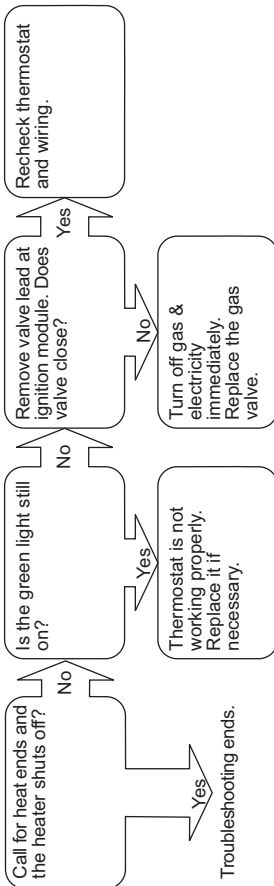 Call for heat ends and
the heater shuts off?
No
Yes
Troubleshooting ends.
Is the green light still
on?
No
Yes
Thermostat is not
working properly.
Replace it if
necessary.
Remove valve lead at
ignition module. Does
valve close?
Yes
No
Turn off gas &
electricity
immediately.
Replace the gas
valve.
Recheck thermostat
and wiring.